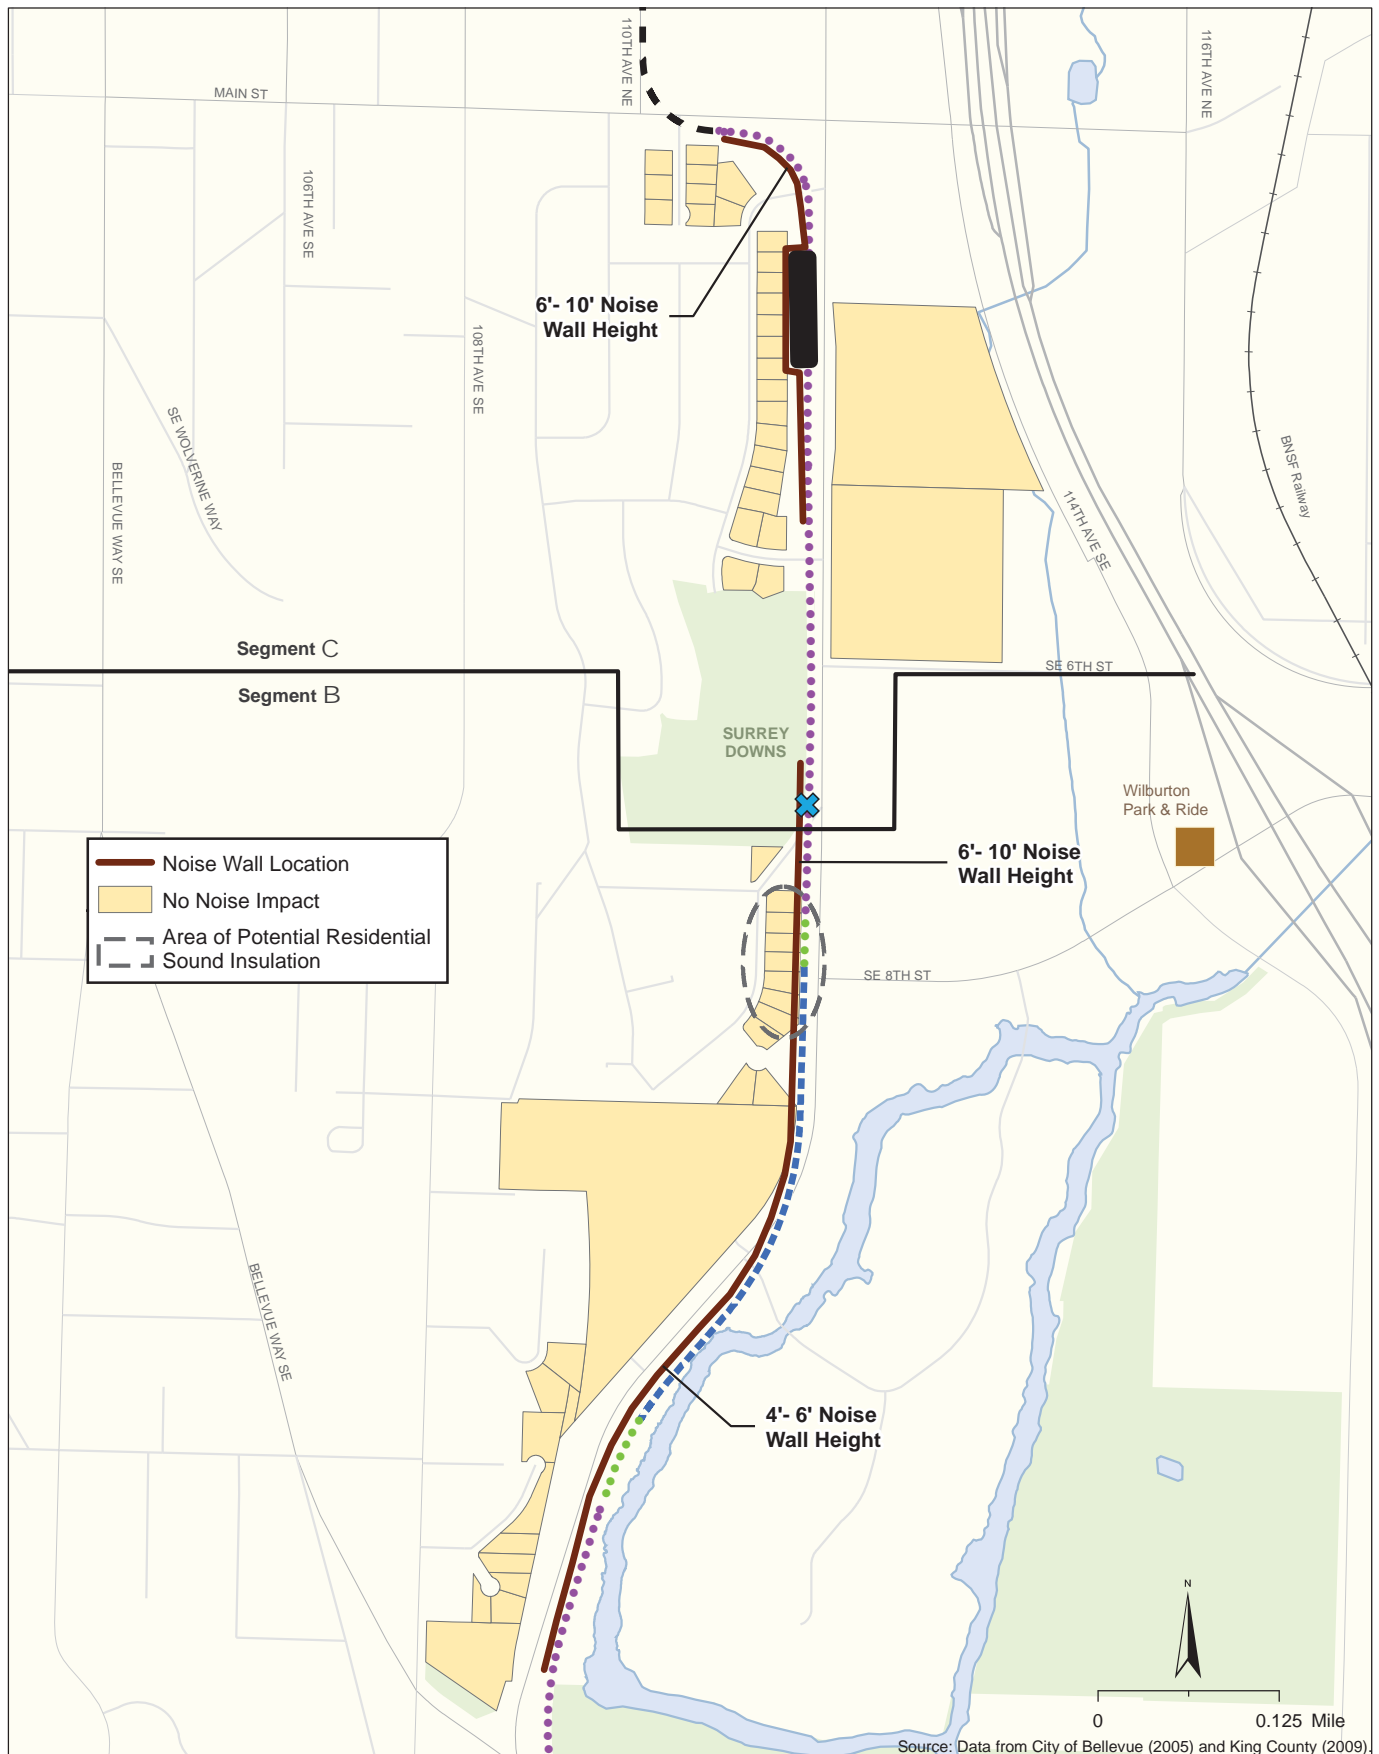 110TH AVE NE
116TH AVE NE
MAIN ST
106TH AVE SE
6'- 10' Noise
Wall Height
108TH AVE SE
SE WOLVERINE WAY
BELLEVUE WAY SE
BNSF Railway
114TH AVE SE
Segment C
Segment B
SE 6TH ST
SURREY
DOWNS
Wilburton
Park & Ride
6'- 10' Noise
Wall Height
Noise Wall Location
No Noise Impact
Area of Potential Residential
Sound Insulation
SE 8TH ST
BELLEVUE WAY SE
4'- 6' Noise
Wall Height
N
0 0.125 Mile
Source: Data from City of Bellevue (2005) and King County (2009).